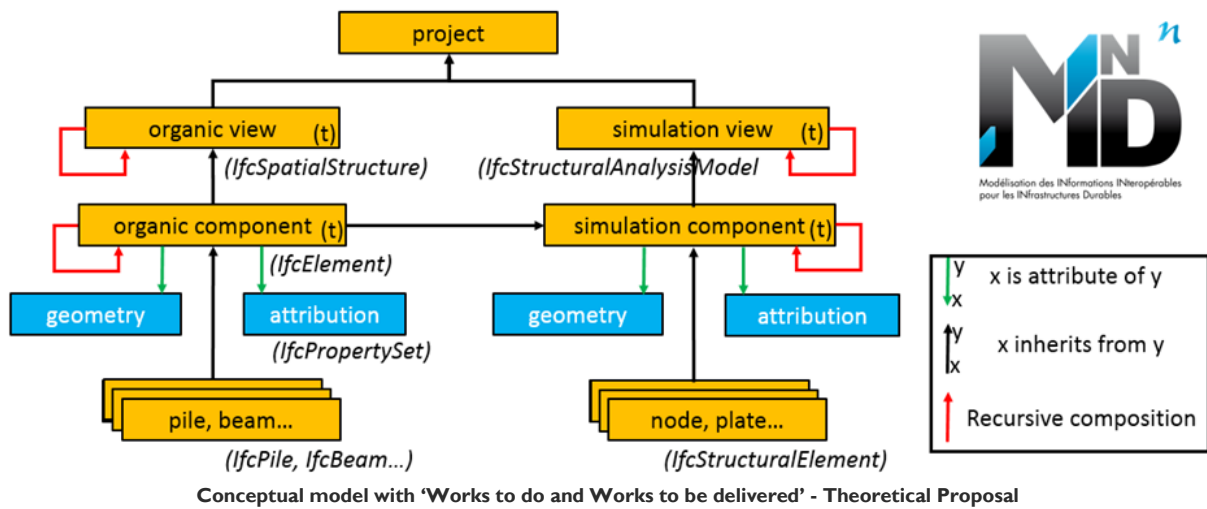 project
organic view (t)
simulation view (t)
(IfcSpatialStructure)
(IfcStructuralAnalysisModel
organic component (t)
simulation component (t)
(IfcElement)
geometry
attribution
geometry
attribution
(IfcPropertySet)
pile, beam...
node, plate...
(IfcPile, IfcBeam...)
(IfcStructuralElement)
MIND
N
n
Modélisation des INformations INteropérables
pour les INfrastructures Durables
y
x
x is attribute of y
y
x
x inherits from y
Recursive composition
Conceptual model with ‘Works to do and Works to be delivered’ - Theoretical Proposal